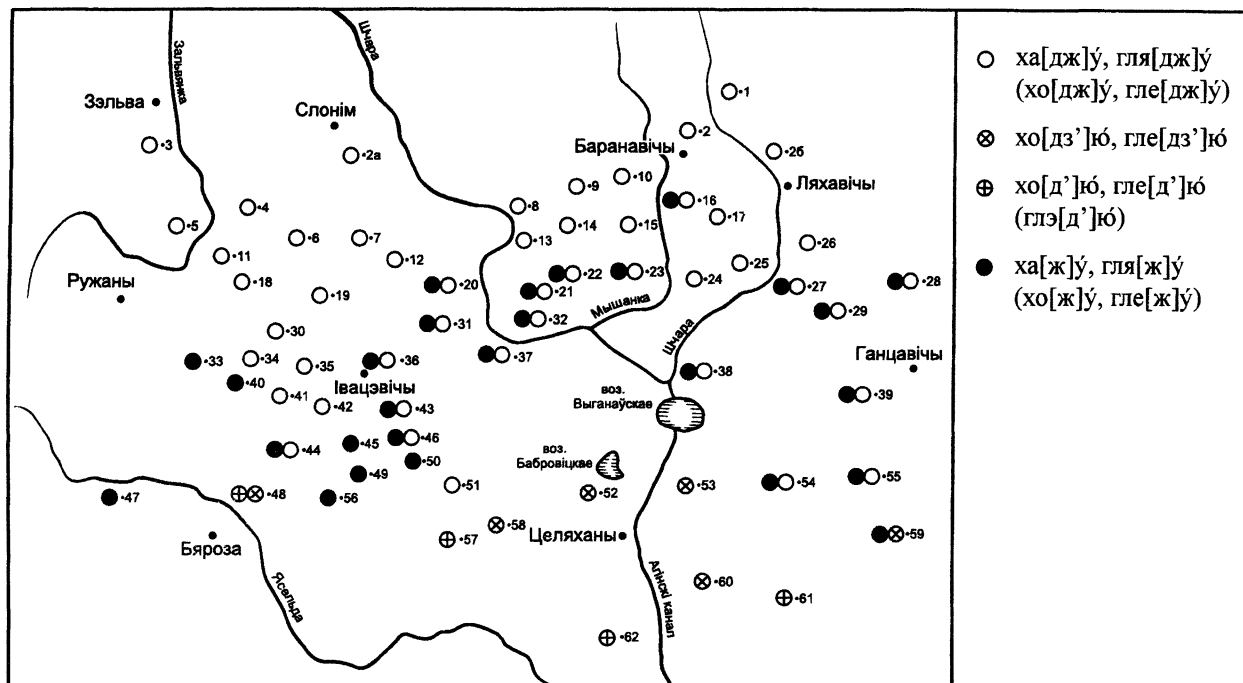 Зальвянка
Шчара
Зэльва
Слонім
•1
•2
Баранавічы
•2а
•2б
•3
Ляхавічы
•10
•9
•16
•8
•4
•17
•5
•14
•15
•6
•7
•13
•26
•11
•12
•25
•22
•23
•24
•18
•20
•21
•27
•28
Ружаны
•19
Мышанка
•29
•31
•32
•30
Шчара
•33
•34
•35
•36
•37
Ганцавічы
•38
Івацэвічы
•40
•41
•42
•43
воз.
Выганаўскае
•39
•44
•45
•46
воз.
Бабровіцкае
•49
•50
•47
•48
•56
•51
•52
•53
•54
•55
Бяроза
•57
•58
Целяханы
•59
Ясельда
Агінскі канал
•60
•61
•62
ха[дж]у́, гля[дж]у́
(хо[дж]у́, гле[дж]у́)
хо[дз’]ю́, гле[дз’]ю́
хо[д’]ю́, гле[д’]ю́
(глэ[д’]ю́)
ха[ж]у́, гля[ж]у́
(хо[ж]у́, гле[ж]у́)